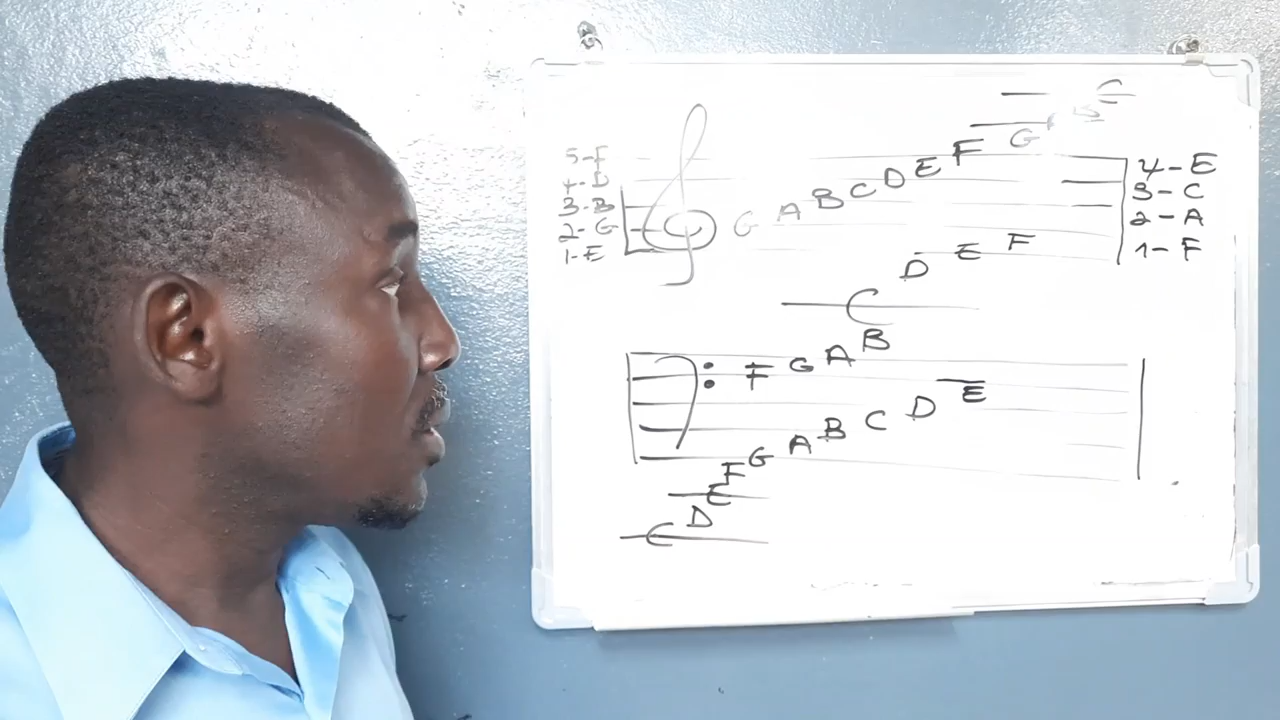 C
G A B
5-F
4-D
3-B
2-G
1-E
G A B C D E F
4-E
3-C
2-A
1-F
D E F
C
F G A B
C D E F G A B C D E